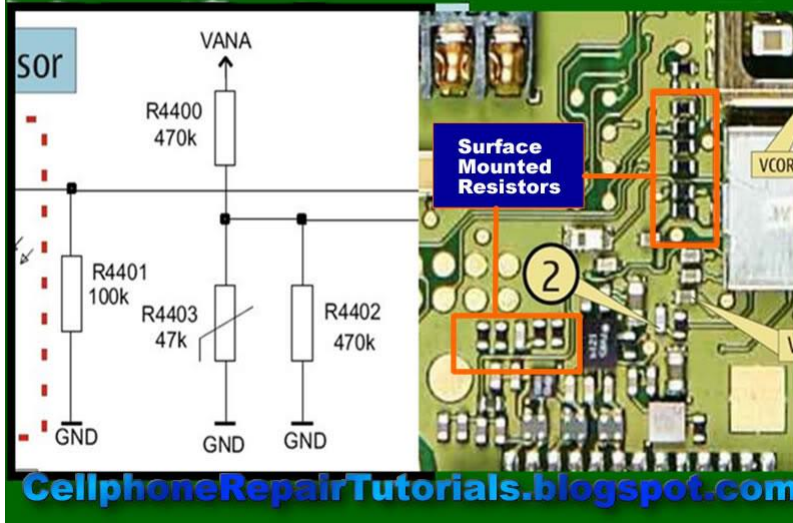 sor
VANA
R4400
470k
R4401
100k
R4403
47k
R4402
470k
GND
GND
GND
Surface
Mounted
Resistors
2
VCOR
V
CellphoneRepairTutorials.blogspot.com